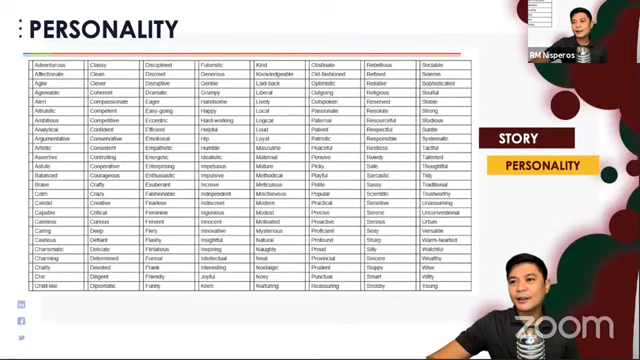 PERSONALITY
RM Nisperos
Adventurous Classy Disciplined Futuristic Kind Obstinate Rebellious Sociable
Affectionate Clean Discreet Generous Knowledgeable Old-fashioned Refined Solemn
Agile Clever Disruptive Gentle Laid-back Optimistic Reliable Sophisticated
Agreeable Coherent Dramatic Grumpy Liberal Outgoing Religious Soulful
Alert Compassionate Eager Handsome Lively Outspoken Reserved Stable
Altruistic Competent Easy-going Happy Local Passionate Resolute Strong
Ambitious Competitive Eccentric Hard-working Logical Paternal Resourceful Studious
Analytical Confident Efficient Helpful Loud Patient Respectful Subtle
Argumentative Conservative Emotional Hip Loyal Patriotic Responsible Systematic
Artistic Consistent Empathetic Humble Masculine Peaceful Restless Tactful
Assertive Controlling Energetic Idealistic Maternal Pensive Rowdy Talented
Astute Cooperative Enterprising Impetuous Mature Picky Safe Thoughtful
Balanced Courageous Enthusiastic Impulsive Methodical Playful Sarcastic Tidy
Brave Crafty Exuberant Incisive Meticulous Polite Sassy Traditional
Calm Crazy Fashionable Independent Mischievous Popular Scientific Trustworthy
Candid Creative Fearless Indiscreet Modern Practical Sensitive Unassuming
Capable Critical Feminine Ingenious Modest Precise Serene Unconventional
Careless Curious Fervent Innocent Motivated Proactive Serious Urban
Caring Deep Fiery Innovative Mysterious Proficient Sexy Versatile
Cautious Defiant Flashy Insightful Natural Profound Sharp Warm-hearted
Charismatic Delicate Flirtatious Inspiring Naughty Proud Silly Watchful
Charming Determined Formal Intellectual Neat Provincial Sincere Wealthy
Chatty Devoted Frank Interesting Nostalgic Prudent Sloppy Wise
Chic Diligent Friendly Joyful Nosy Punctual Smart Witty
Child-like Diplomatic Funny Keen Nurturing Reassuring Snobby Young
STORY
PERSONALITY
zoom